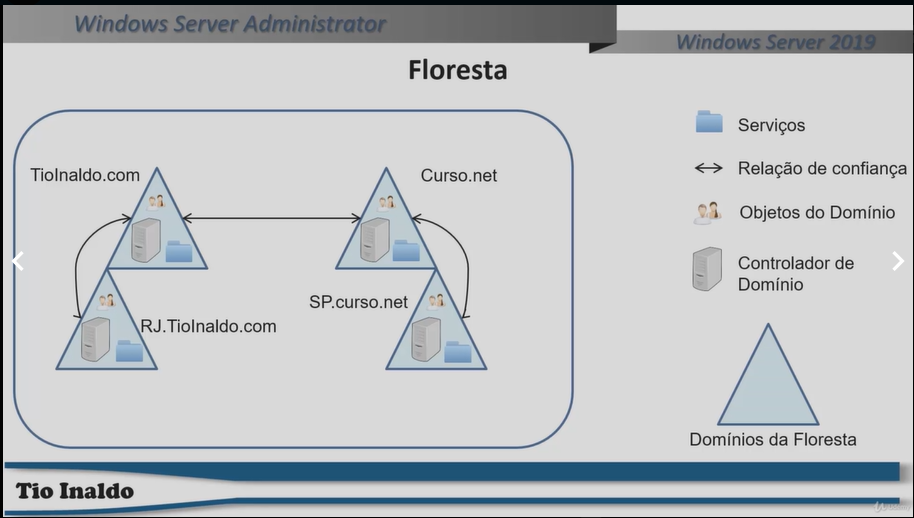 Windows Server Administrator
Windows Server 2019
Floresta
TioInaldo.com
Curso.net
RJ.TioInaldo.com
SP.curso.net
Serviços
Relação de confiança
Objetos do Domínio
Controlador de
Domínio
Domínios da Floresta
Tio Inaldo